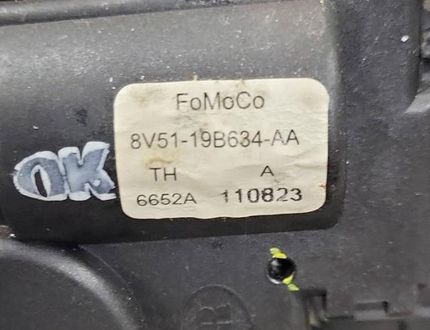 FoMoCo
8V51-19B634-AA
TH A
6652A 110823
OK